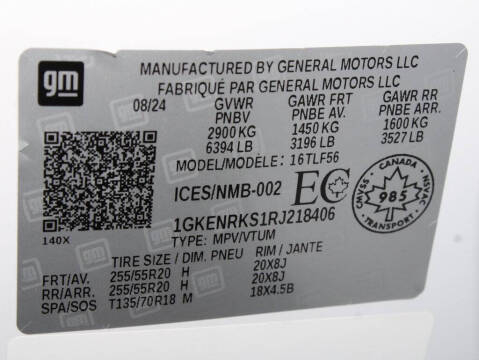 gm
MANUFACTURED BY GENERAL MOTORS LLC
FABRIQUÉ PAR GENERAL MOTORS LLC
08/24 GVWR GAWR FRT GAWR RR
PNBV PNBE AV. PNBE ARR.
2900 KG 1450 KG 1600 KG
6394 LB 3196 LB 3527 LB
MODEL/MODÈLE: 16TLF56
ICES/NMB-002 EC
CANADA
CMVSS 985 NSVAC
TRANSPORT
1GKENRKS1RJ218406
140X TYPE: MPV/VTUM
TIRE SIZE / DIM. PNEU RIM / JANTE
FRT/AV. 255/55R20 H 20X8J
RR/ARR. 255/55R20 H 20X8J
SPA/SOS T135/70R18 M 18X4.5B